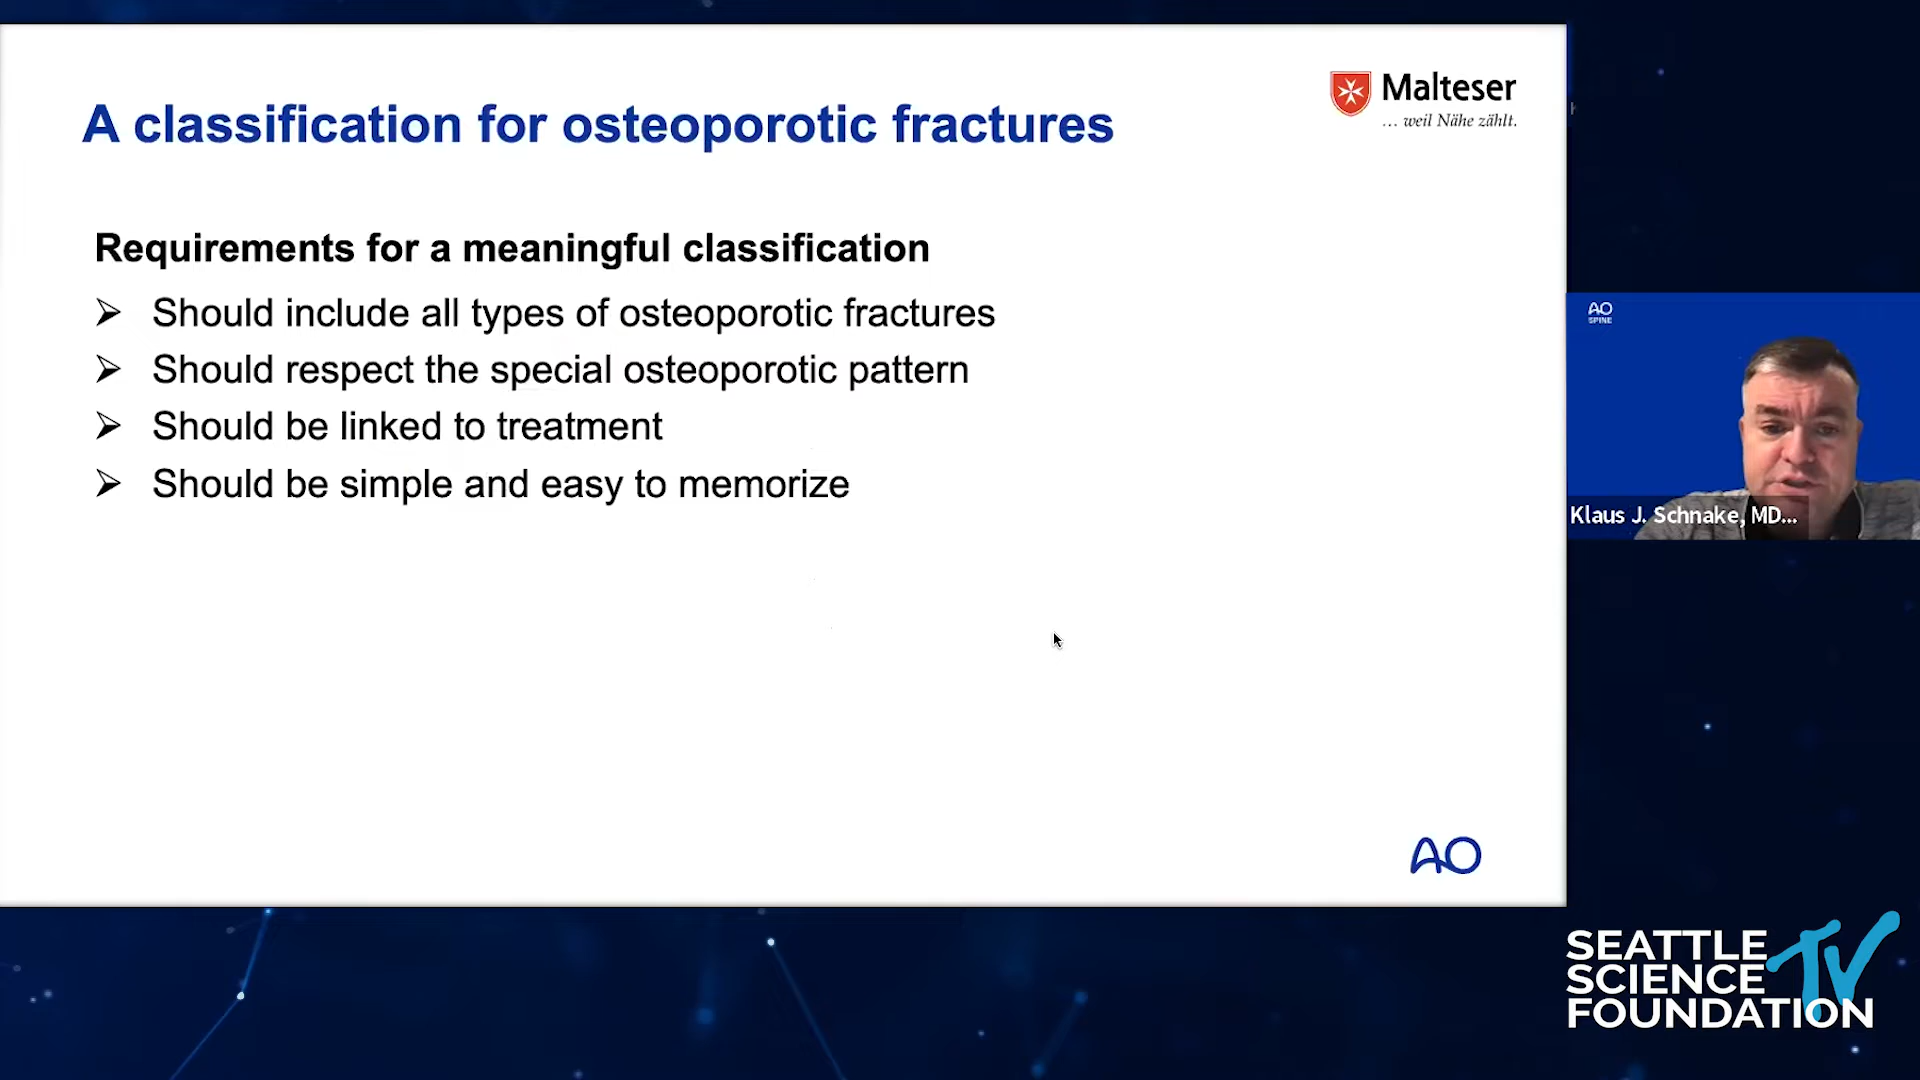 A classification for osteoporotic fractures
Malteser
... weil Nähe zählt.
Requirements for a meaningful classification
Should include all types of osteoporotic fractures
Should respect the special osteoporotic pattern
Should be linked to treatment
Should be simple and easy to memorize
AO
SPINE
Klaus J. Schnake, MD...
AO
SEATTLE
SCIENCE
FOUNDATION
TV